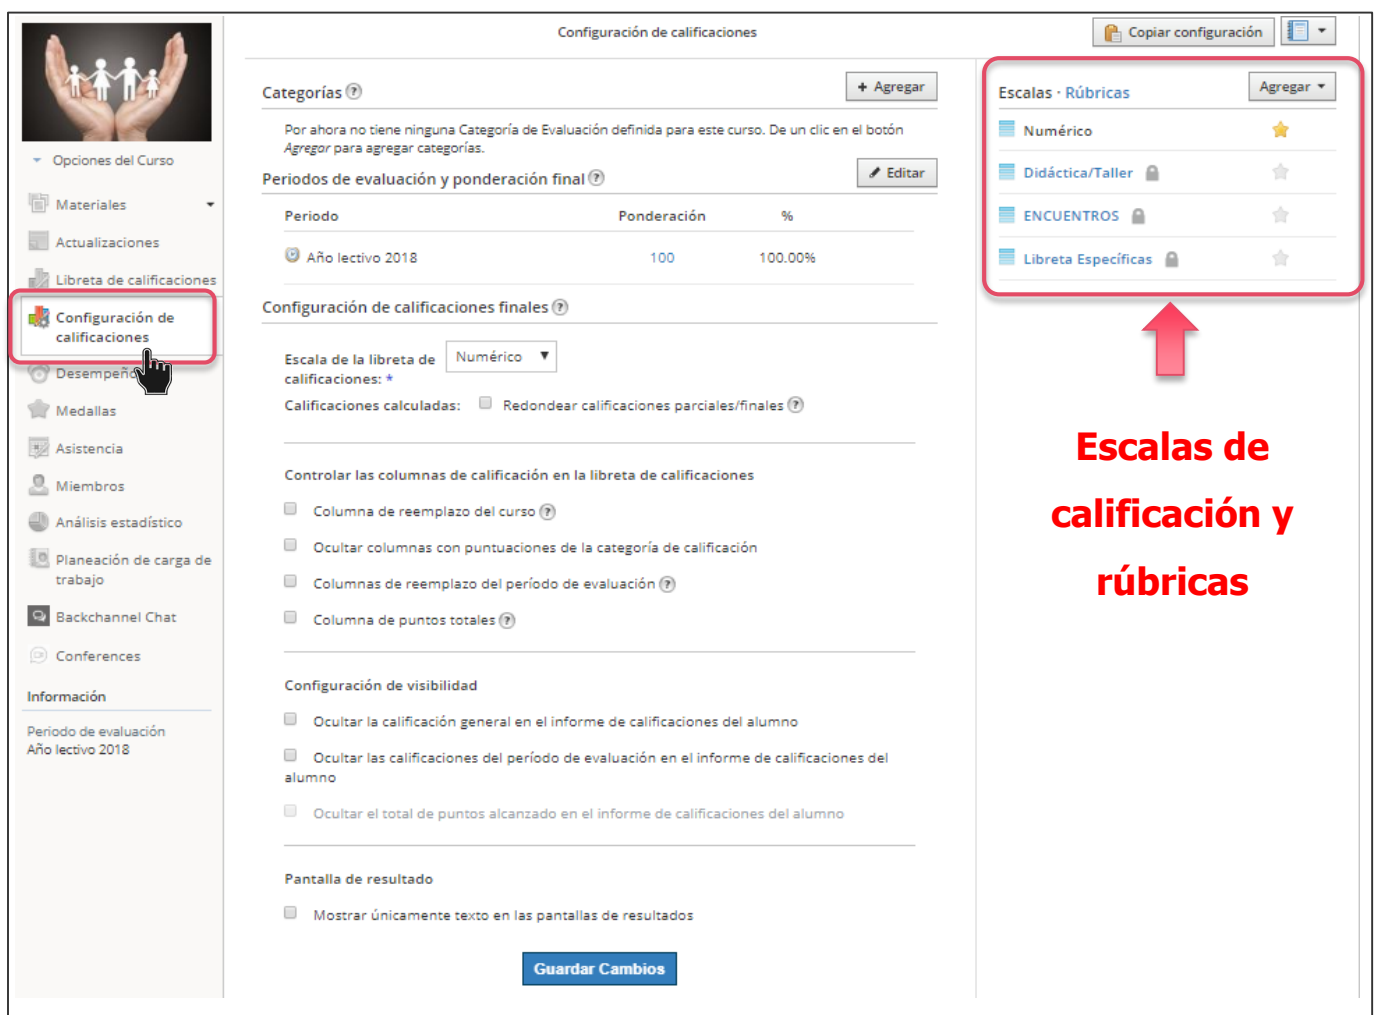 Configuración de calificaciones
Copiar configuración
Opciones del Curso
Materiales
Actualizaciones
Libreta de calificaciones
Configuración de
calificaciones
Desempeño
Medallas
Asistencia
Miembros
Análisis estadístico
Planeación de carga de
trabajo
Backchannel Chat
Conferences
Información
Periodo de evaluación
Año lectivo 2018
Categorías ?
+ Agregar
Por ahora no tiene ninguna Categoría de Evaluación definida para este curso. De un clic en el botón
Agregar para agregar categorías.
Periodos de evaluación y ponderación final ?
Editar
Periodo Ponderación %
Año lectivo 2018 100 100.00%
Configuración de calificaciones finales ?
Escala de la libreta de
calificaciones: *
Numérico
Calificaciones calculadas: Redondear calificaciones parciales/finales ?
Controlar las columnas de calificación en la libreta de calificaciones
Columna de reemplazo del curso ?
Ocultar columnas con puntuaciones de la categoría de calificación
Columnas de reemplazo del período de evaluación ?
Columna de puntos totales ?
Configuración de visibilidad
Ocultar la calificación general en el informe de calificaciones del alumno
Ocultar las calificaciones del período de evaluación en el informe de calificaciones del
alumno
Ocultar el total de puntos alcanzado en el informe de calificaciones del alumno
Pantalla de resultado
Mostrar únicamente texto en las pantallas de resultados
Guardar Cambios
Escalas · Rúbricas
Agregar
Numérico
Didáctica/Taller
ENCUENTROS
Libreta Específicas
Escalas de
calificación y
rúbricas